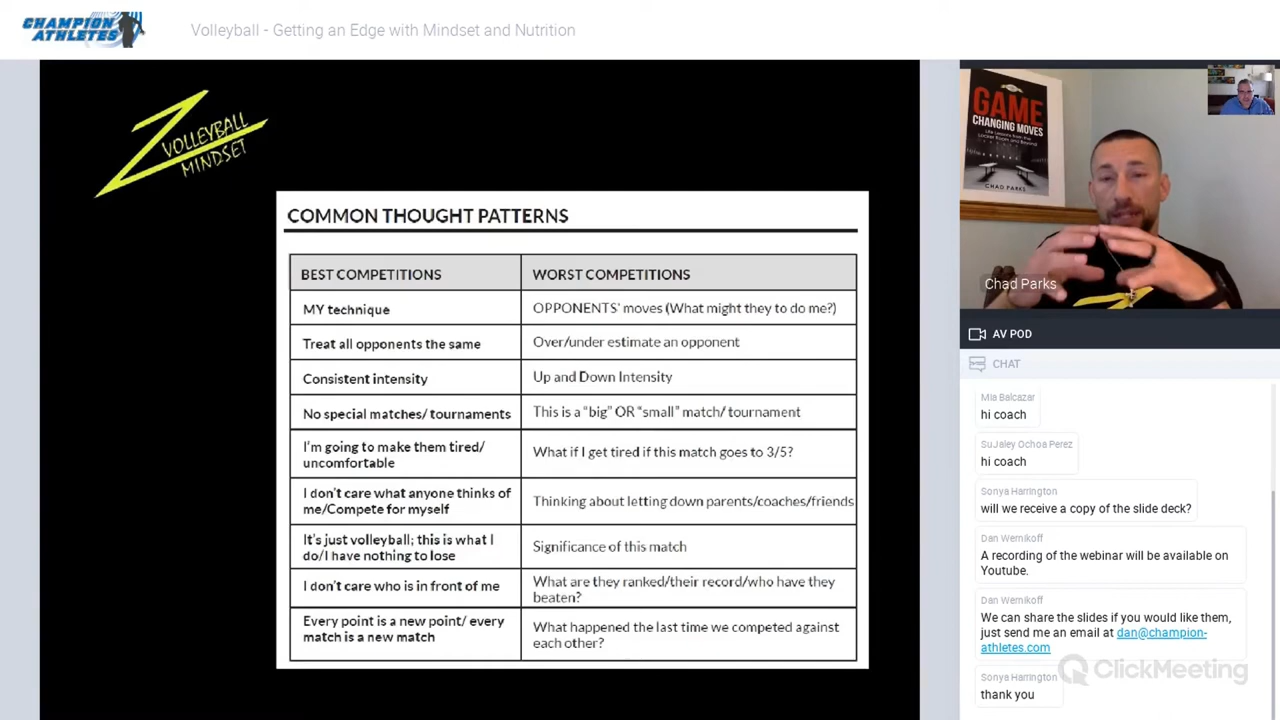 CHAMPION
ATHLETES
Volleyball - Getting an Edge with Mindset and Nutrition
VOLLEYBALL
MINDSET
COMMON THOUGHT PATTERNS
BEST COMPETITIONS
WORST COMPETITIONS
MY technique
OPPONENTS' moves (What might they to do me?)
Treat all opponents the same
Over/under estimate an opponent
Consistent intensity
Up and Down Intensity
No special matches/ tournaments
This is a "big" OR "small" match/ tournament
I'm going to make them tired/
uncomfortable
What if I get tired if this match goes to 3/5?
I don't care what anyone thinks of
me/Compete for myself
Thinking about letting down parents/coaches/friends
It's just volleyball; this is what I
do/I have nothing to lose
Significance of this match
I don't care who is in front of me
What are they ranked/their record/who have they
beaten?
Every point is a new point/ every
match is a new match
What happened the last time we competed against
each other?
GAME
CHANGING MOVES
Life Lessons from the
Locker Room and Beyond
CHAD PARKS
Chad Parks
AV POD
CHAT
Mia Balcazar
hi coach
SuJaley Ochoa Perez
hi coach
Sonya Harrington
will we receive a copy of the slide deck?
Dan Wernikoff
A recording of the webinar will be available on
Youtube.
Dan Wernikoff
We can share the slides if you would like them,
just send me an email at dan@champion-
athletes.com
Sonya Harrington
thank you
ClickMeeting